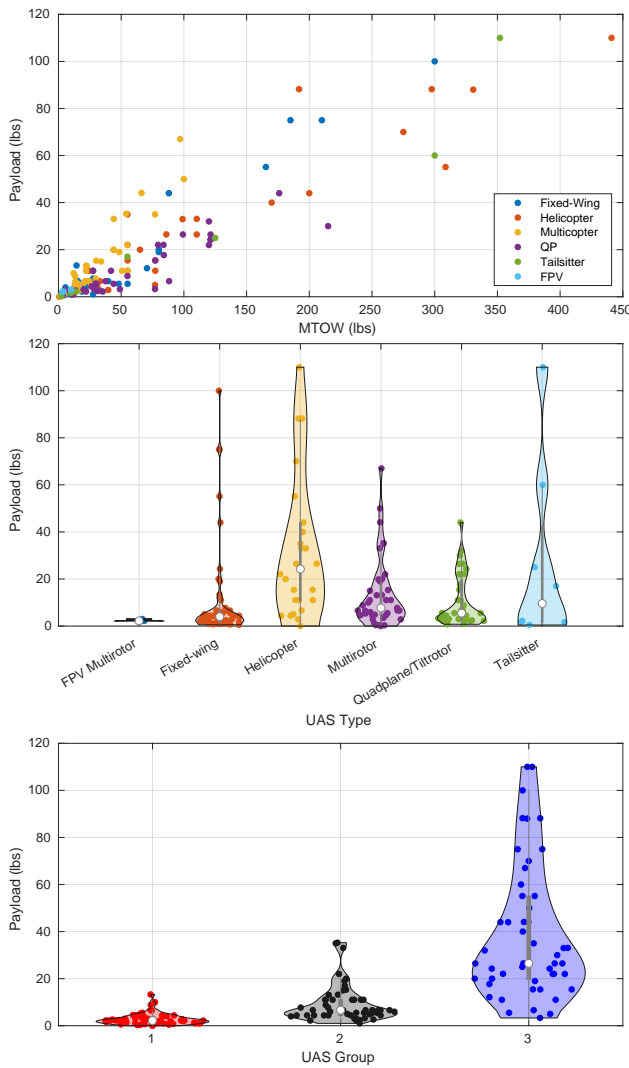 120
100
80
60
40
20
0
Payload (lbs)
Fixed-Wing
Helicopter
Multicopter
QP
Tailsitter
FPV
0 50 100 150 200 250 300 350 400 450
MTOW (lbs)
120
100
80
60
40
20
0
Payload (lbs)
FPV Multirotor
Fixed-wing
Helicopter
Multirotor
Quadplane/Tiltrotor
Tailsitter
UAS Type
120
100
80
60
40
20
0
Payload (lbs)
1 2 3
UAS Group